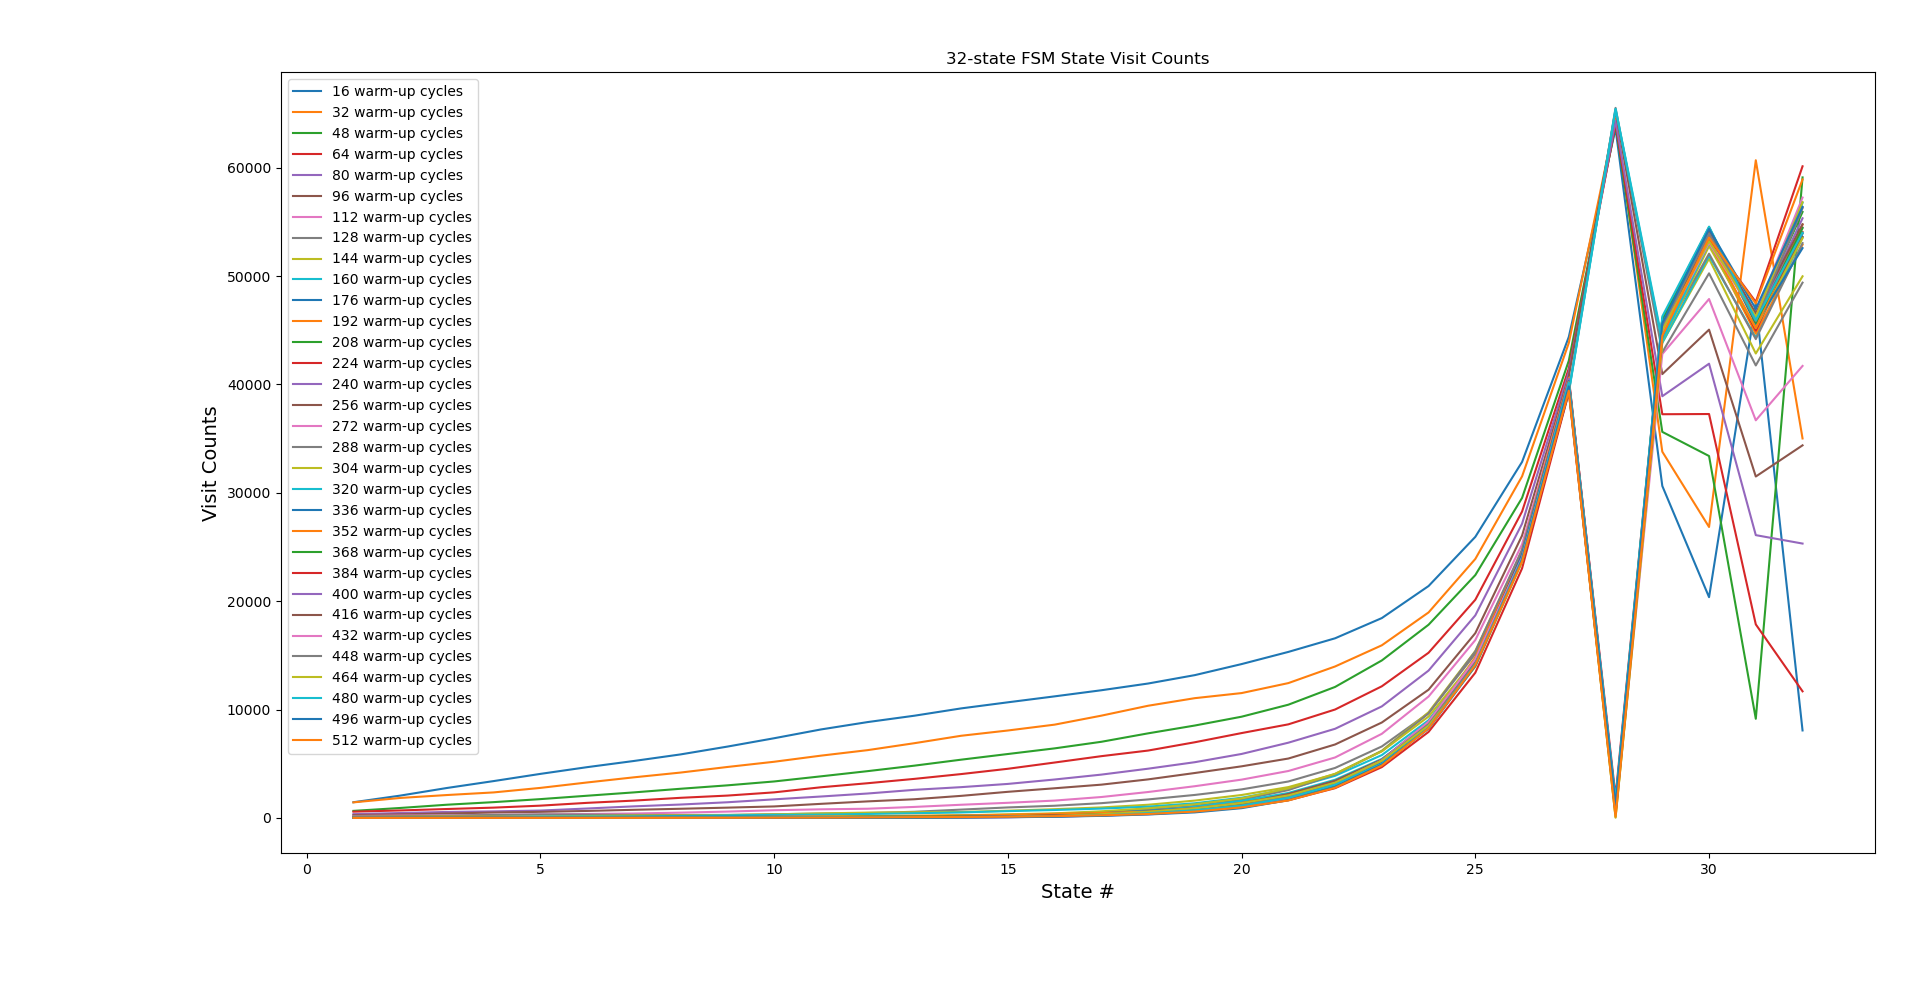 32-state FSM State Visit Counts
16 warm-up cycles
32 warm-up cycles
48 warm-up cycles
64 warm-up cycles
80 warm-up cycles
96 warm-up cycles
112 warm-up cycles
128 warm-up cycles
144 warm-up cycles
160 warm-up cycles
176 warm-up cycles
192 warm-up cycles
208 warm-up cycles
224 warm-up cycles
240 warm-up cycles
256 warm-up cycles
272 warm-up cycles
288 warm-up cycles
304 warm-up cycles
320 warm-up cycles
336 warm-up cycles
352 warm-up cycles
368 warm-up cycles
384 warm-up cycles
400 warm-up cycles
416 warm-up cycles
432 warm-up cycles
448 warm-up cycles
464 warm-up cycles
480 warm-up cycles
496 warm-up cycles
512 warm-up cycles
Visit Counts
60000
50000
40000
30000
20000
10000
0
0 5 10 15 20 25 30
State #